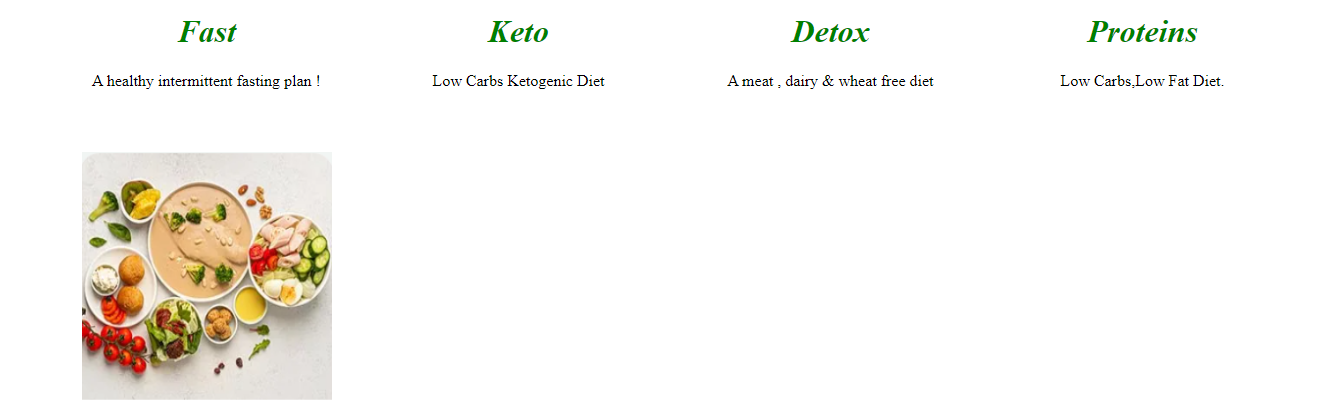 Fast
Keto
Detox
Proteins
A healthy intermittent fasting plan !
Low Carbs Ketogenic Diet
A meat , dairy & wheat free diet
Low Carbs,Low Fat Diet.